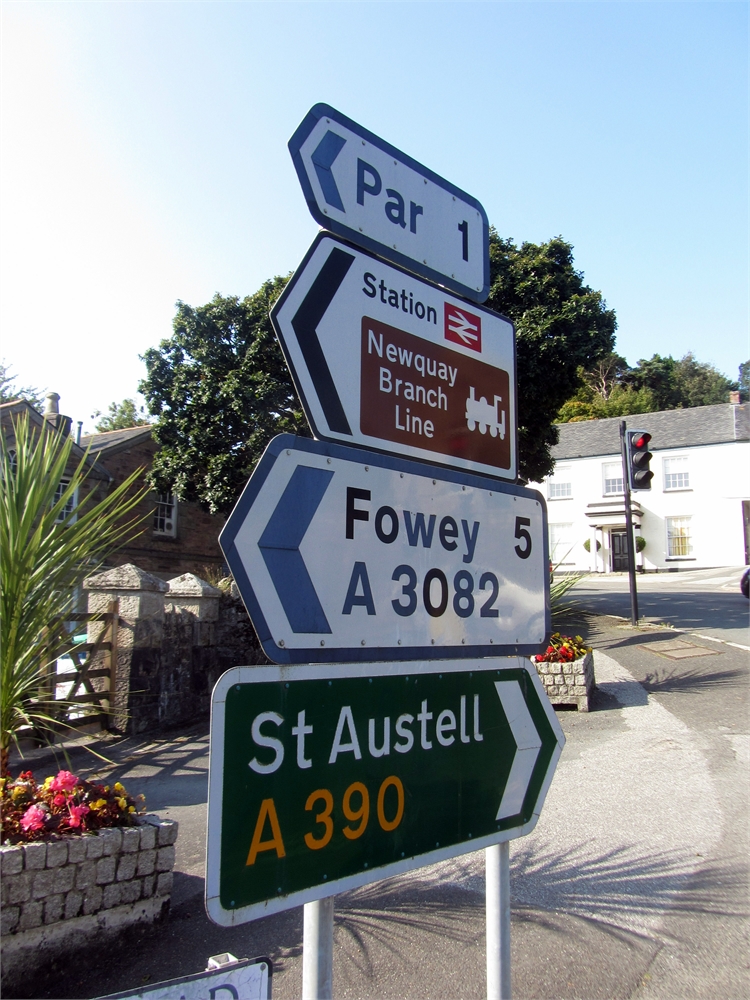 Par 1
Station
Newquay
Branch
Line
Fowey 5
A 3082
St Austell
A 390